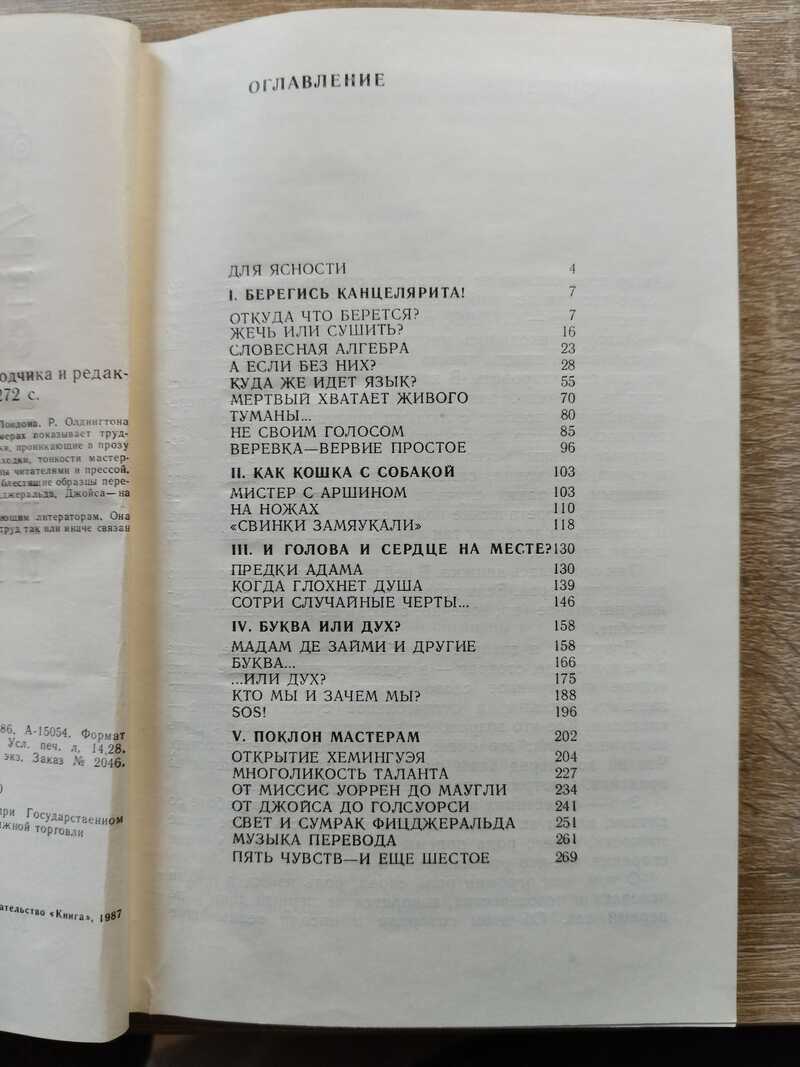 одчика и редак-
272 с.
Лондона, Р. Олдингтона
мерах показывает труд-
ки, проникающие в прозу
ходки, тонкости мастер-
ны читателями и прессой.
блестящие образцы пере-
джеральда, Джойса—на
ющим литераторам. Она
труд так или иначе связан
86. А-15054. Формат
Усл. печ. л. 14,28.
экз. Заказ № 2046.
при Государственном
жной торговли
ательство «Книга», 1987
ОГЛАВЛЕНИЕ
ДЛЯ ЯСНОСТИ 4
I. БЕРЕГИСЬ КАНЦЕЛЯРИТА! 7
ОТКУДА ЧТО БЕРЕТСЯ? 7
ЖЕЧЬ ИЛИ СУШИТЬ? 16
СЛОВЕСНАЯ АЛГЕБРА 23
А ЕСЛИ БЕЗ НИХ? 28
КУДА ЖЕ ИДЕТ ЯЗЫК? 55
МЕРТВЫЙ ХВАТАЕТ ЖИВОГО 70
ТУМАНЫ... 80
НЕ СВОИМ ГОЛОСОМ 85
ВЕРЕВКА—ВЕРВИЕ ПРОСТОЕ 96
II. КАК КОШКА С СОБАКОЙ 103
МИСТЕР С АРШИНОМ 103
НА НОЖАХ 110
«СВИНКИ ЗАМЯУКАЛИ» 118
III. И ГОЛОВА И СЕРДЦЕ НА МЕСТЕ? 130
ПРЕДКИ АДАМА 130
КОГДА ГЛОХНЕТ ДУША 139
СОТРИ СЛУЧАЙНЫЕ ЧЕРТЫ... 146
IV. БУКВА ИЛИ ДУХ? 158
МАДАМ ДЕ ЗАЙМИ И ДРУГИЕ 158
БУКВА... 166
...ИЛИ ДУХ? 175
КТО МЫ И ЗАЧЕМ МЫ? 188
SOS! 196
V. ПОКЛОН МАСТЕРАМ 202
ОТКРЫТИЕ ХЕМИНГУЭЯ 204
МНОГОЛИКОСТЬ ТАЛАНТА 227
ОТ МИССИС УОРРЕН ДО МАУГЛИ 234
ОТ ДЖОЙСА ДО ГОЛСУОРСИ 241
СВЕТ И СУМРАК ФИЦДЖЕРАЛЬДА 251
МУЗЫКА ПЕРЕВОДА 261
ПЯТЬ ЧУВСТВ—И ЕЩЕ ШЕСТОЕ 269